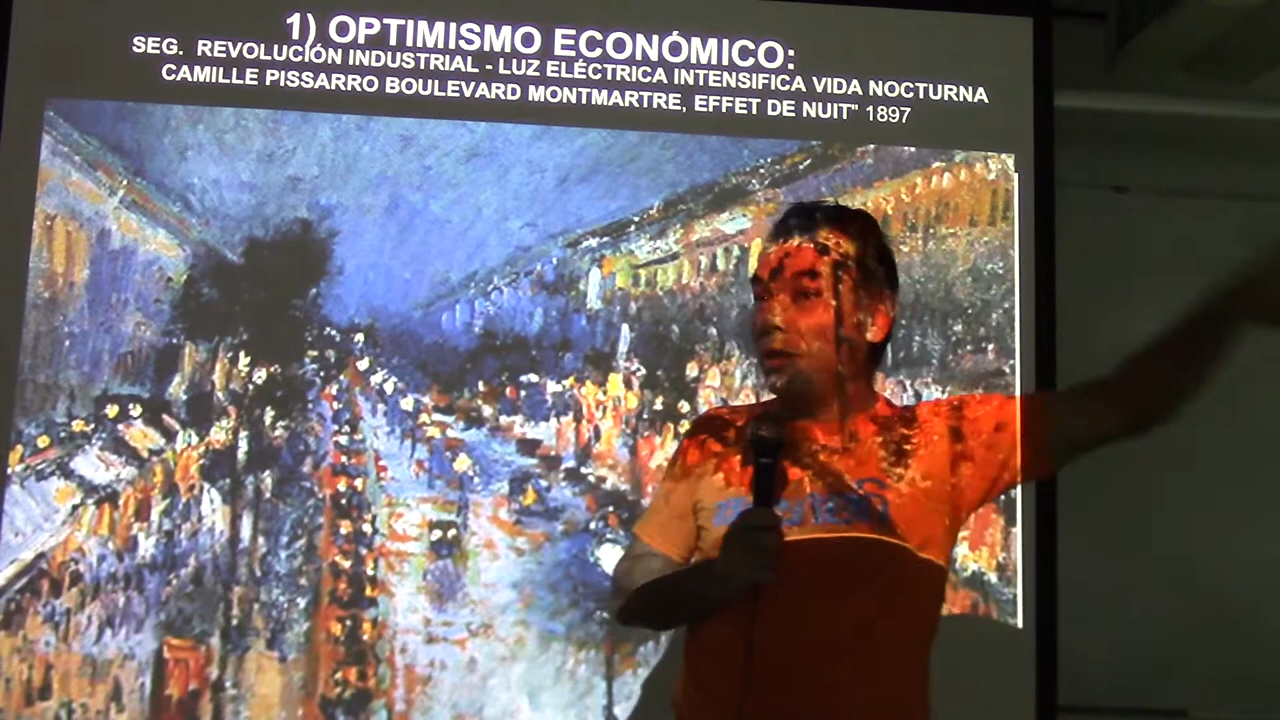 1) OPTIMISMO ECONÓMICO:
SEG. REVOLUCIÓN INDUSTRIAL - LUZ ELÉCTRICA INTENSIFICA VIDA NOCTURNA
CAMILLE PISSARRO BOULEVARD MONTMARTRE, EFFET DE NUIT" 1897